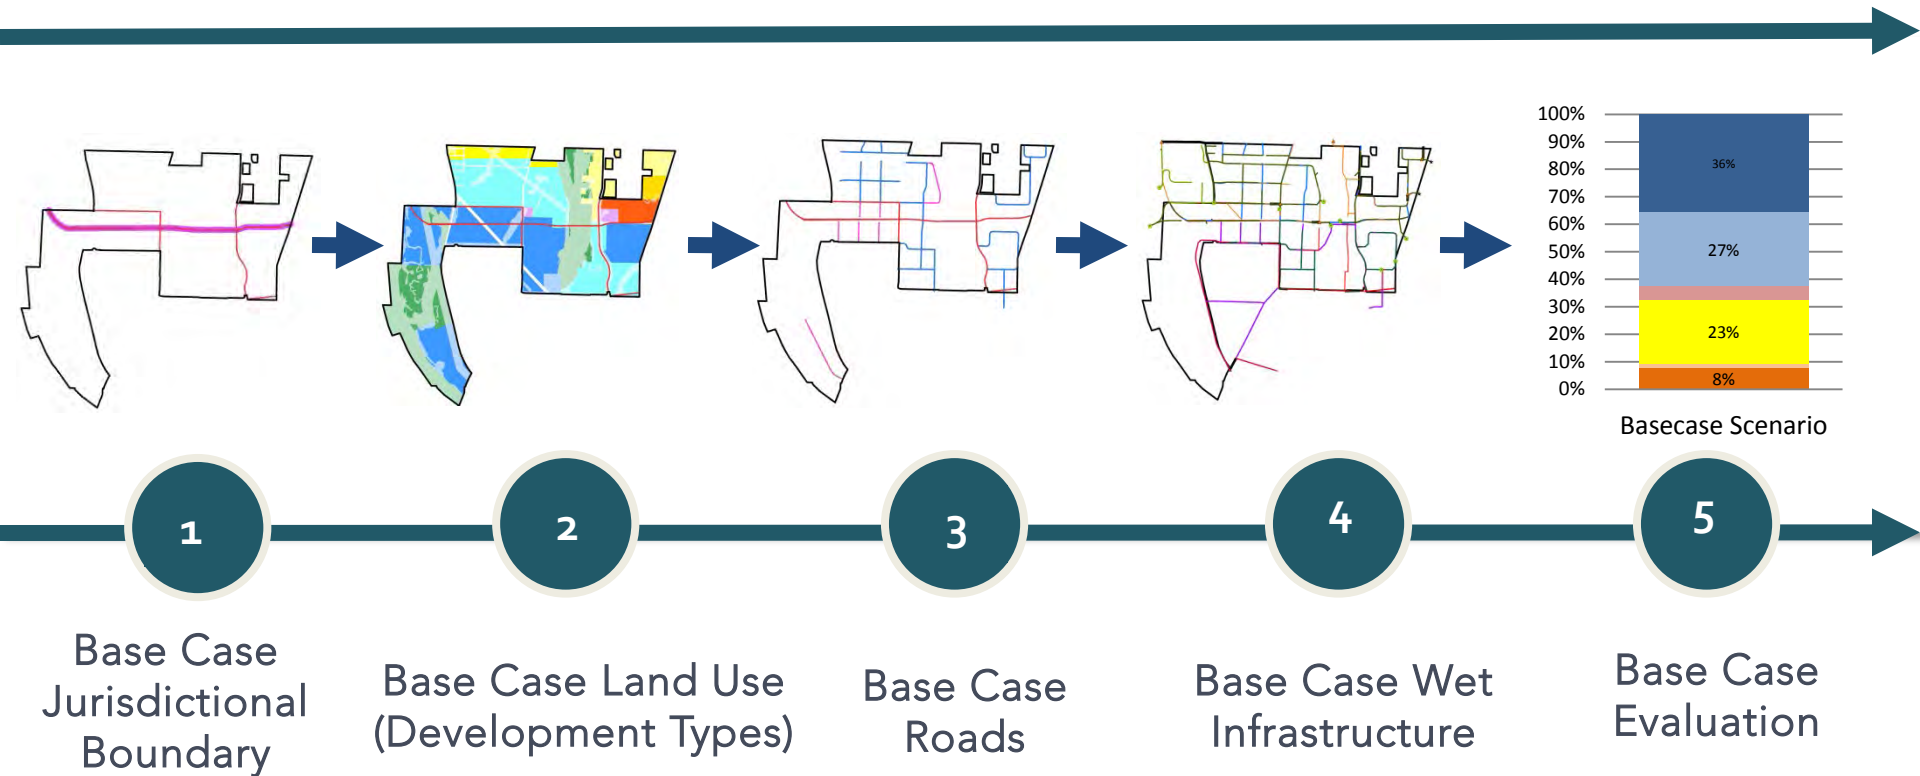 100%
90%
80%
70%
60%
50%
40%
30%
20%
10%
0%
36%
27%
23%
8%
Basecase Scenario
1
2
3
4
5
Base Case
Jurisdictional
Boundary
Base Case Land Use
(Development Types)
Base Case
Roads
Base Case Wet
Infrastructure
Base Case
Evaluation